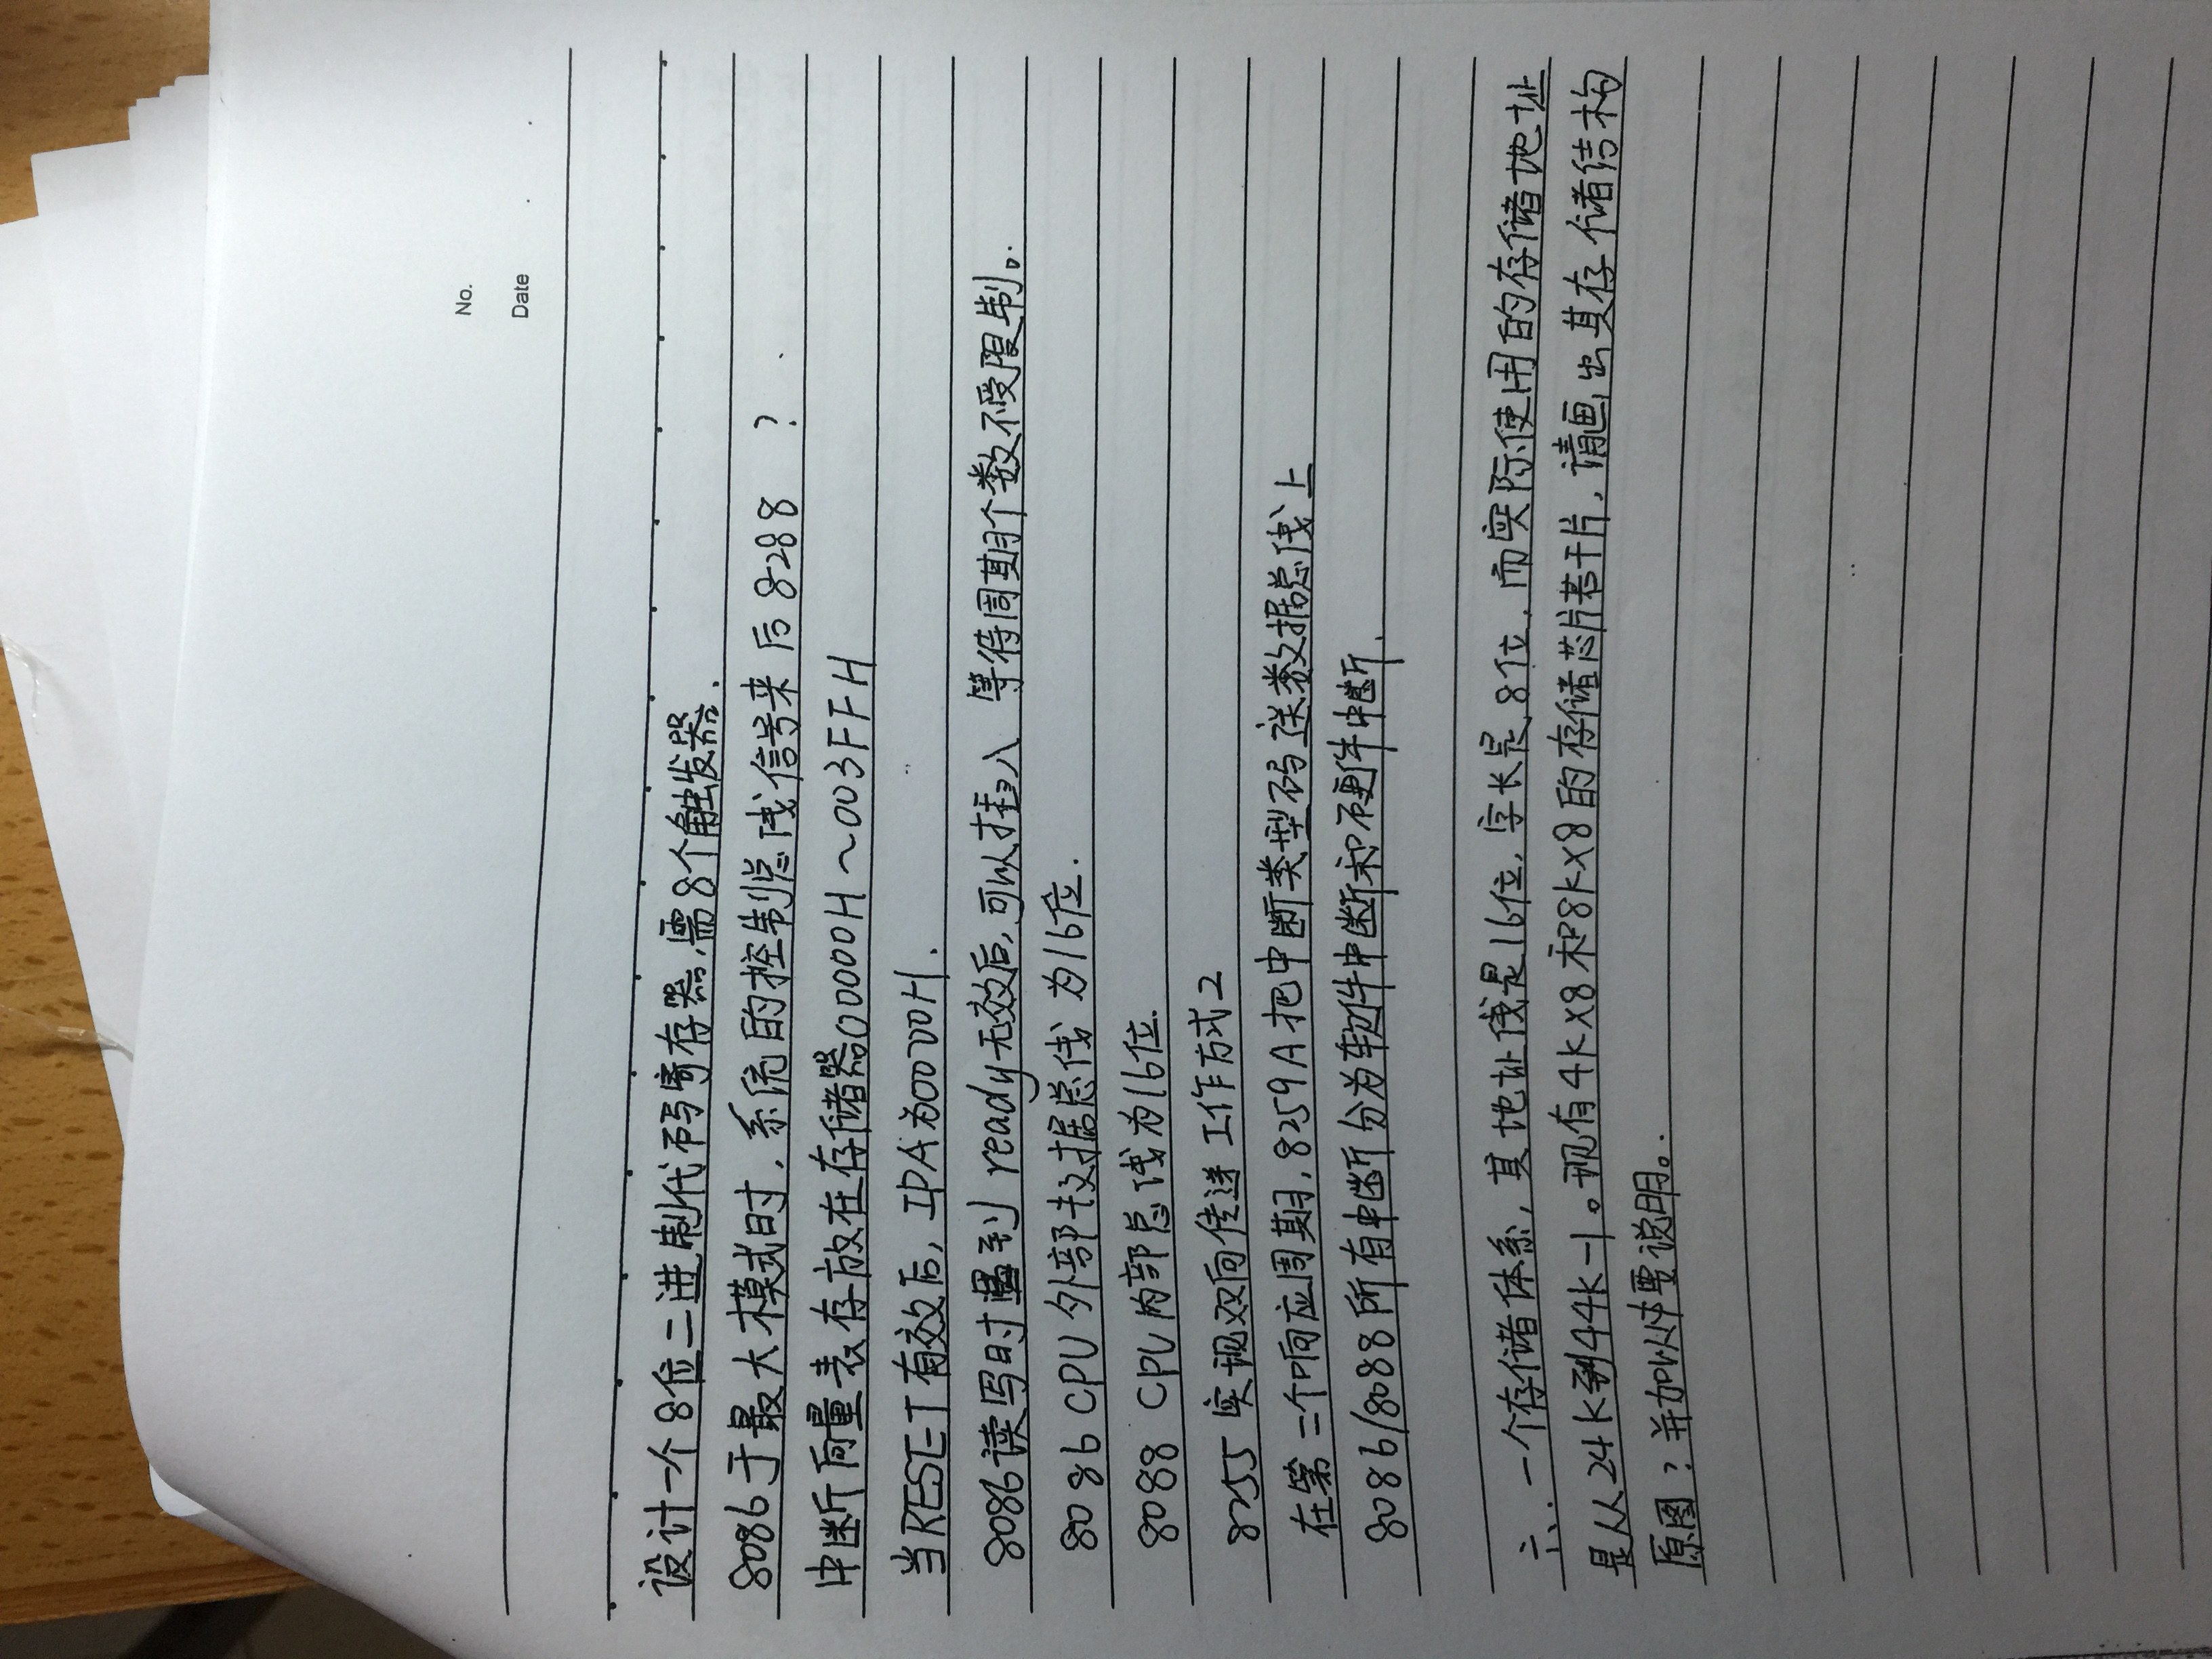 No.
Date
设计一个8位二进制代码寄存器,需8个触发器.
8086于最大模式时,系统的控制总线信号来后8288 ?
中断向量表存放在存储器00000H～003FFH
当RESET有效后, IPA为0000H.
8086读写时遇到 ready无效后,可以插入 等待周期个数不受限制。
8086 CPU 外部数据总线 为16位.
8088 CPU内部总线为16位.
8255 实现双向传送 工作方式2
在第二个响应周期,8259A把中断类型码送数据总线上
8086/8088所有中断分为软件中断和硬件中断.
六、一个存储体系,其地址线是16位,字长是8位,而实际使用的存储地址
是从24K到44K-1。现有4K×8和8K×8的存储芯片若干片,请画出其存储结构
原图?并加以 要说明。